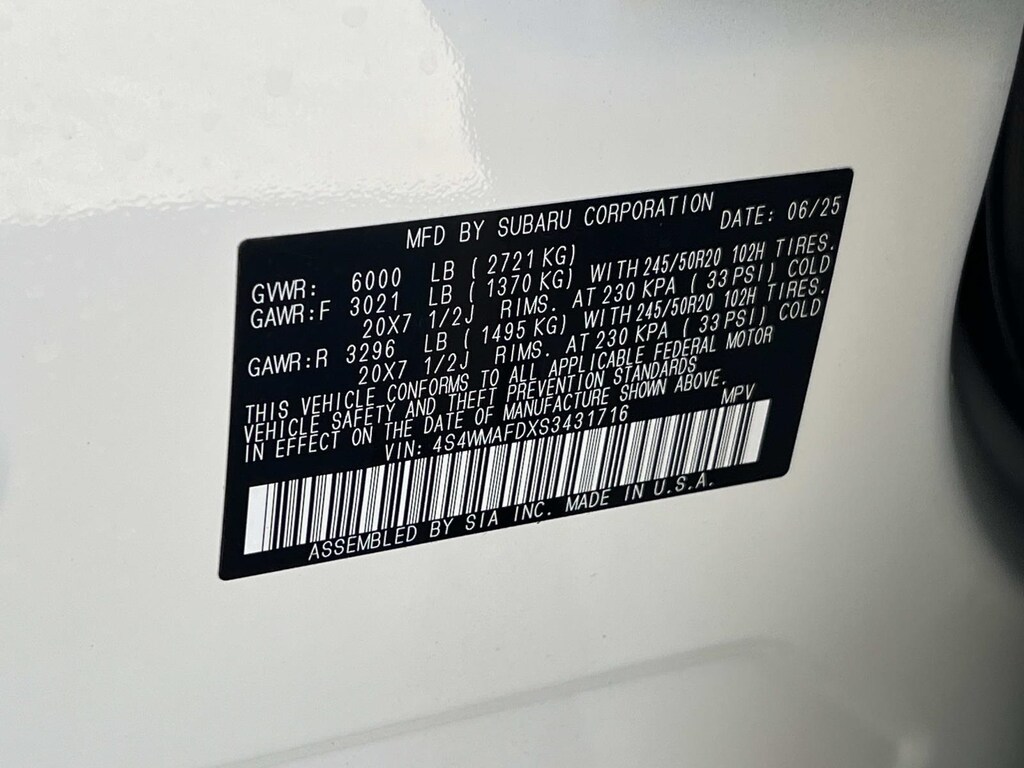 MFD BY SUBARU CORPORATION DATE: 06/25
GVWR: 6000 LB ( 2721 KG)
GAWR:F 3021 LB ( 1370 KG) WITH 245/50R20 102H TIRES.
20X7 1/2J RIMS. AT 230 KPA ( 33 PSI) COLD
GAWR:R 3296 LB ( 1495 KG) WITH 245/50R20 102H TIRES.
20X7 1/2J RIMS. AT 230 KPA ( 33 PSI) COLD
THIS VEHICLE CONFORMS TO ALL APPLICABLE FEDERAL MOTOR
VEHICLE SAFETY AND THEFT PREVENTION STANDARDS
IN EFFECT ON THE DATE OF MANUFACTURE SHOWN ABOVE.
VIN: 4S4WMAFDXS3431716 MPV
ASSEMBLED BY SIA INC. MADE IN U.S.A.